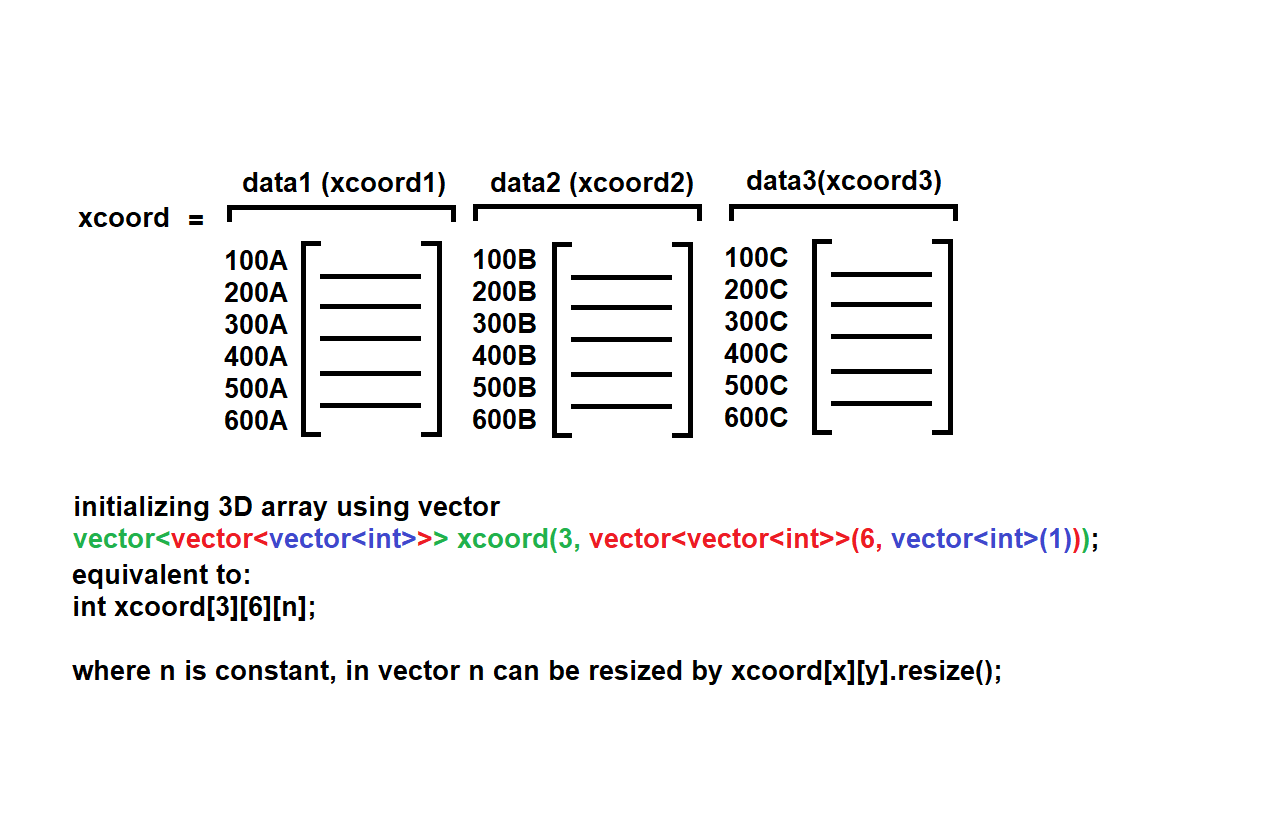 data1 (xcoord1) data2 (xcoord2) data3(xcoord3)
xcoord =
100A 100B 100C
200A 200B 200C
300A 300B 300C
400A 400B 400C
500A 500B 500C
600A 600B 600C
initializing 3D array using vector
vector<vector<vector<int>>> xcoord(3, vector<vector<int>>(6, vector<int>(1)));
equivalent to:
int xcoord[3][6][n];
where n is constant, in vector n can be resized by xcoord[x][y].resize();